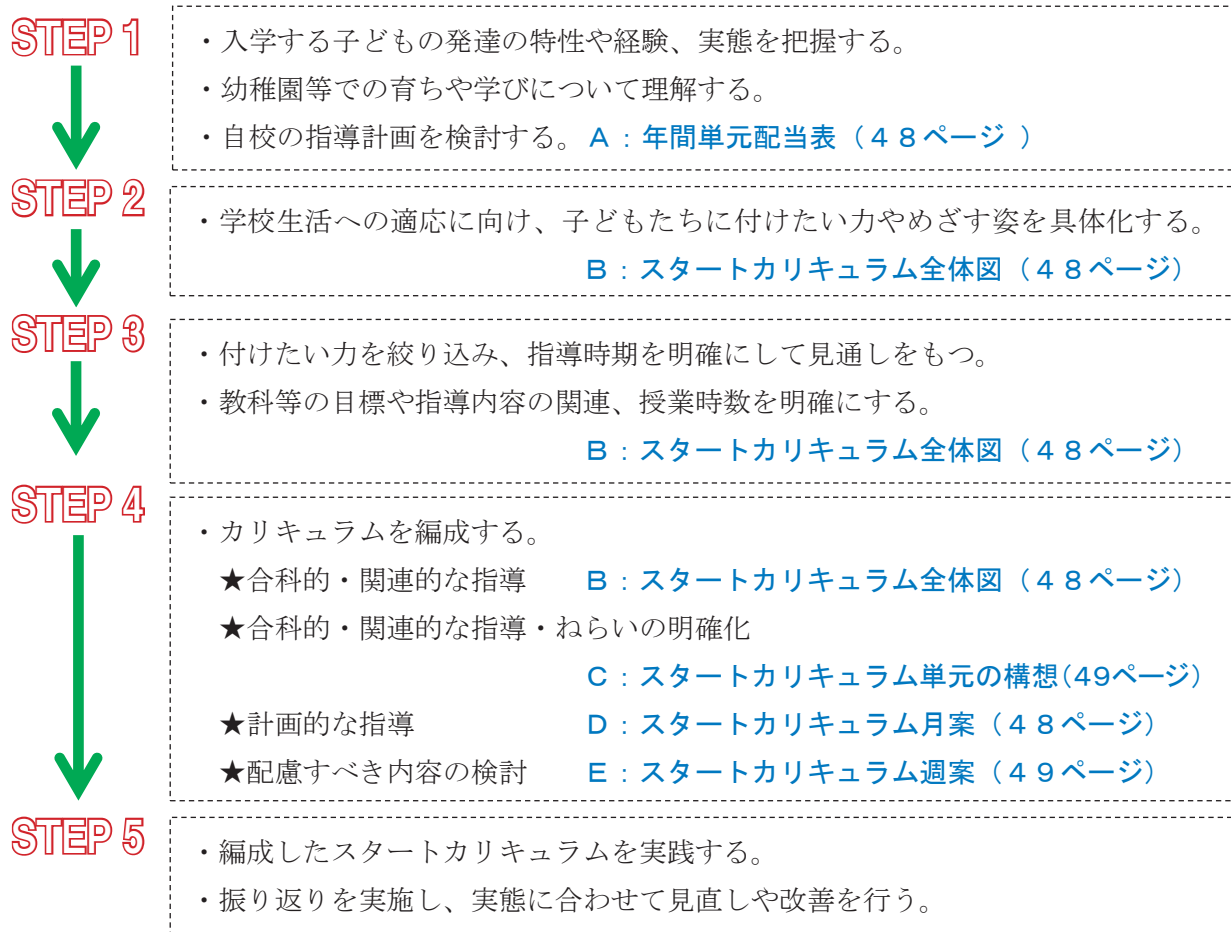 STEP 1
・入学する子どもの発達の特性や経験、実態を把握する。
・幼稚園等での育ちや学びについて理解する。
・自校の指導計画を検討する。 A：年間単元配当表（４８ページ ）
STEP 2
・学校生活への適応に向け、子どもたちに付けたい力やめざす姿を具体化する。
B：スタートカリキュラム全体図（４８ページ）
STEP 3
・付けたい力を絞り込み、指導時期を明確にして見通しをもつ。
・教科等の目標や指導内容の関連、授業時数を明確にする。
B：スタートカリキュラム全体図（４８ページ）
STEP 4
・カリキュラムを編成する。
★合科的・関連的な指導 B：スタートカリキュラム全体図（４８ページ）
★合科的・関連的な指導・ねらいの明確化
C：スタートカリキュラム単元の構想(49ページ)
★計画的な指導 D：スタートカリキュラム月案（４８ページ）
★配慮すべき内容の検討 E：スタートカリキュラム週案（４９ページ）
STEP 5
・編成したスタートカリキュラムを実践する。
・振り返りを実施し、実態に合わせて見直しや改善を行う。